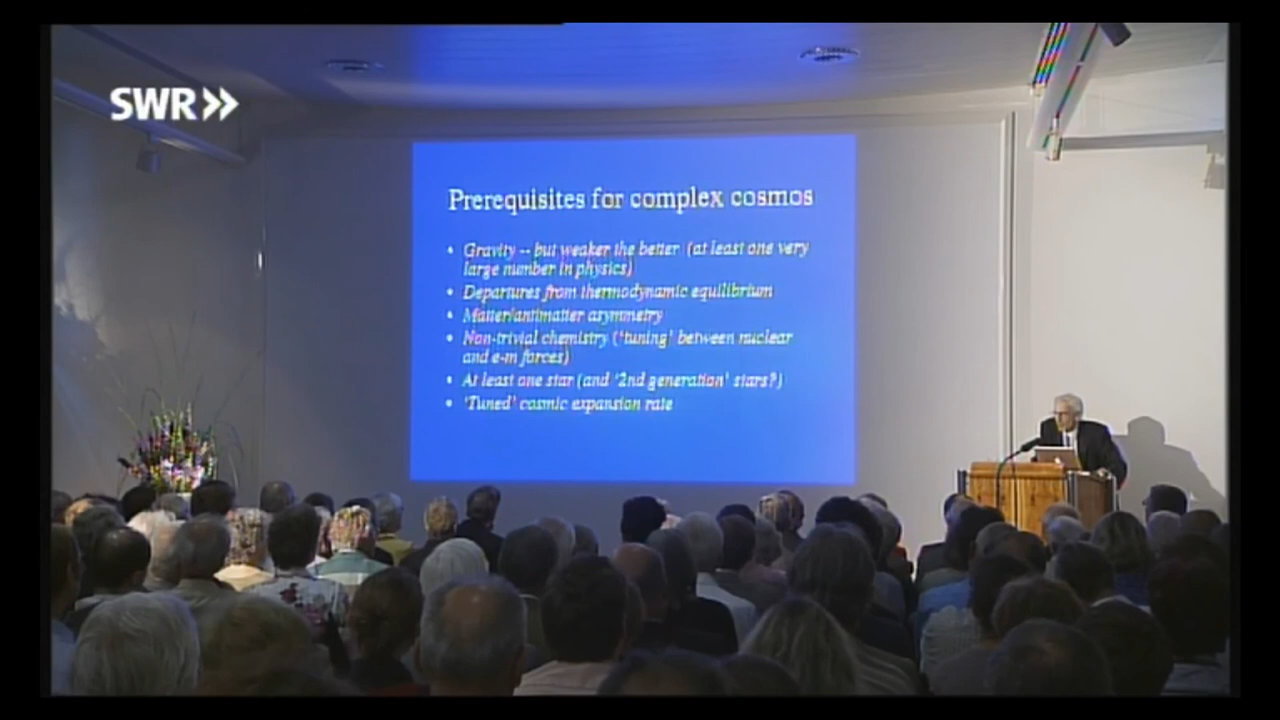 SWR»
Prerequisites for complex cosmos
• Gravity -- but weaker the better (at least one very
large number in physics)
• Departures from thermodynamic equilibrium
• Matter/antimatter asymmetry
• Non-trivial chemistry ('tuning' between nuclear
and e-m forces)
• At least one star (and '2nd generation' stars?)
• 'Tuned' cosmic expansion rate